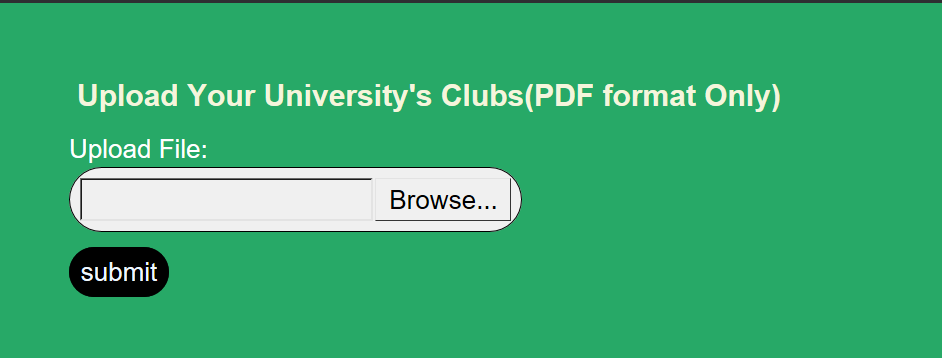 Upload Your University's Clubs(PDF format Only)
Upload File:
Browse...
submit